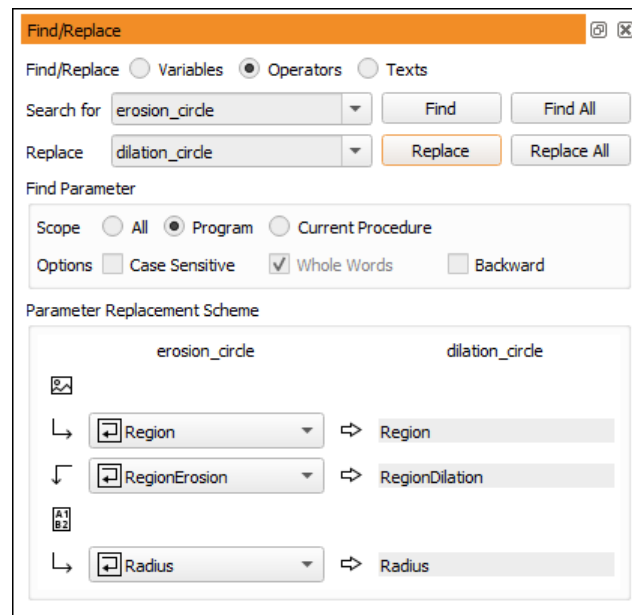 Find/Replace
Find/Replace Variables Operators Texts
Search for erosion_circle Find Find All
Replace dilation_circle Replace Replace All
Find Parameter
Scope All Program Current Procedure
Options Case Sensitive Whole Words Backward
Parameter Replacement Scheme
erosion_circle dilation_circle
Region Region
RegionErosion RegionDilation
A1
B2
Radius Radius